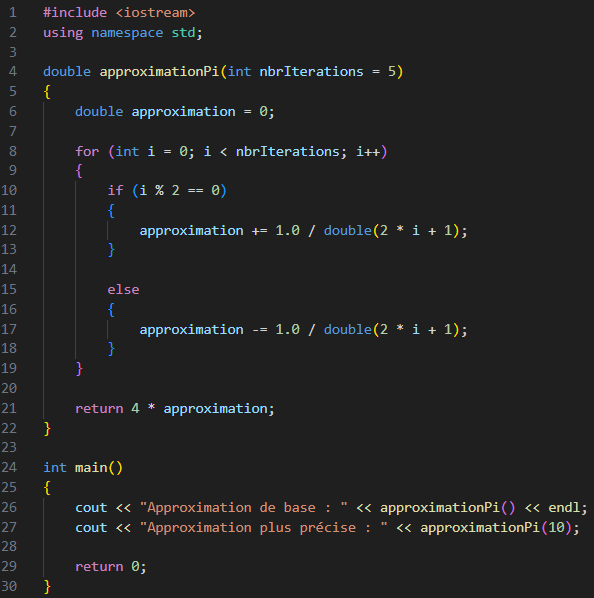 1 #include <iostream>
2 using namespace std;
3
4 double approximationPi(int nbrIterations = 5)
5 {
6     double approximation = 0;
7
8     for (int i = 0; i < nbrIterations; i++)
9     {
10         if (i % 2 == 0)
11         {
12             approximation += 1.0 / double(2 * i + 1);
13         }
14
15         else
16         {
17             approximation -= 1.0 / double(2 * i + 1);
18         }
19     }
20
21     return 4 * approximation;
22 }
23
24 int main()
25 {
26     cout << "Approximation de base : " << approximationPi() << endl;
27     cout << "Approximation plus précise : " << approximationPi(10);
28
29     return 0;
30 }